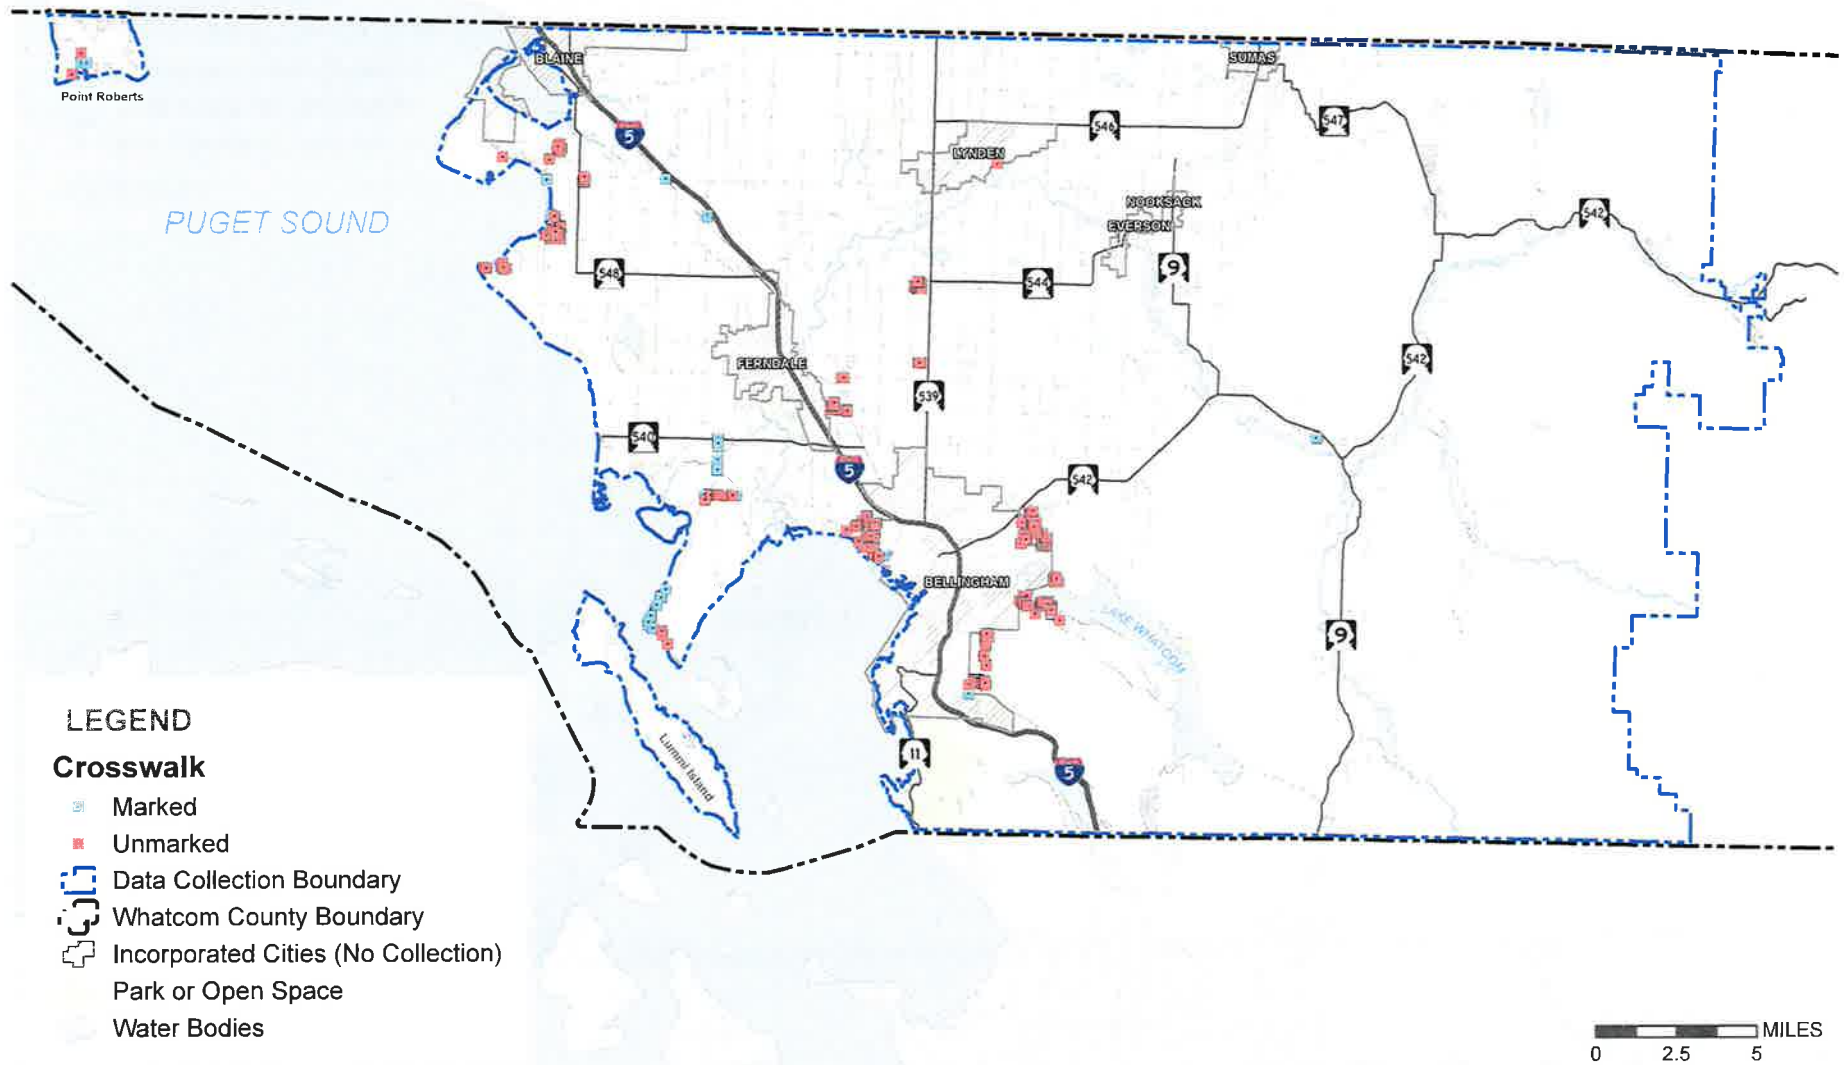 BLAINE
SUMAS
Point Roberts
5
546
547
LYNDEN
NOOKSACK
EVERSON
PUGET SOUND
542
548
544
9
FERNDALE
542
539
540
5
542
BELLINGHAM
LAKE WHATCOM
9
Lummi Island
11
5
LEGEND
Crosswalk
Marked
Unmarked
Data Collection Boundary
Whatcom County Boundary
Incorporated Cities (No Collection)
Park or Open Space
Water Bodies
MILES
0 2.5 5